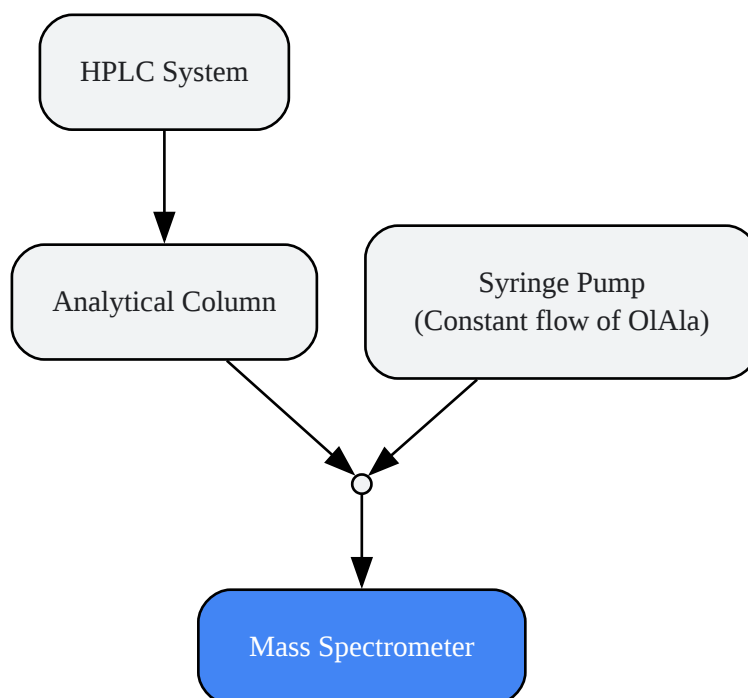 HPLC System
Analytical Column
Syringe Pump
(Constant flow of OlAla)
Mass Spectrometer